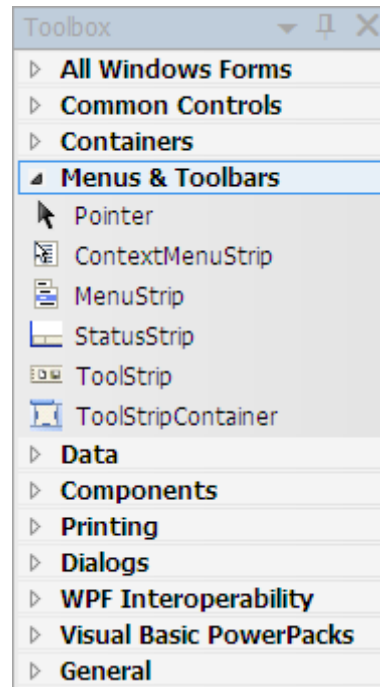 Toolbox
All Windows Forms
Common Controls
Containers
Menus & Toolbars
Pointer
ContextMenuStrip
MenuStrip
StatusStrip
ToolStrip
ToolStripContainer
Data
Components
Printing
Dialogs
WPF Interoperability
Visual Basic PowerPacks
General